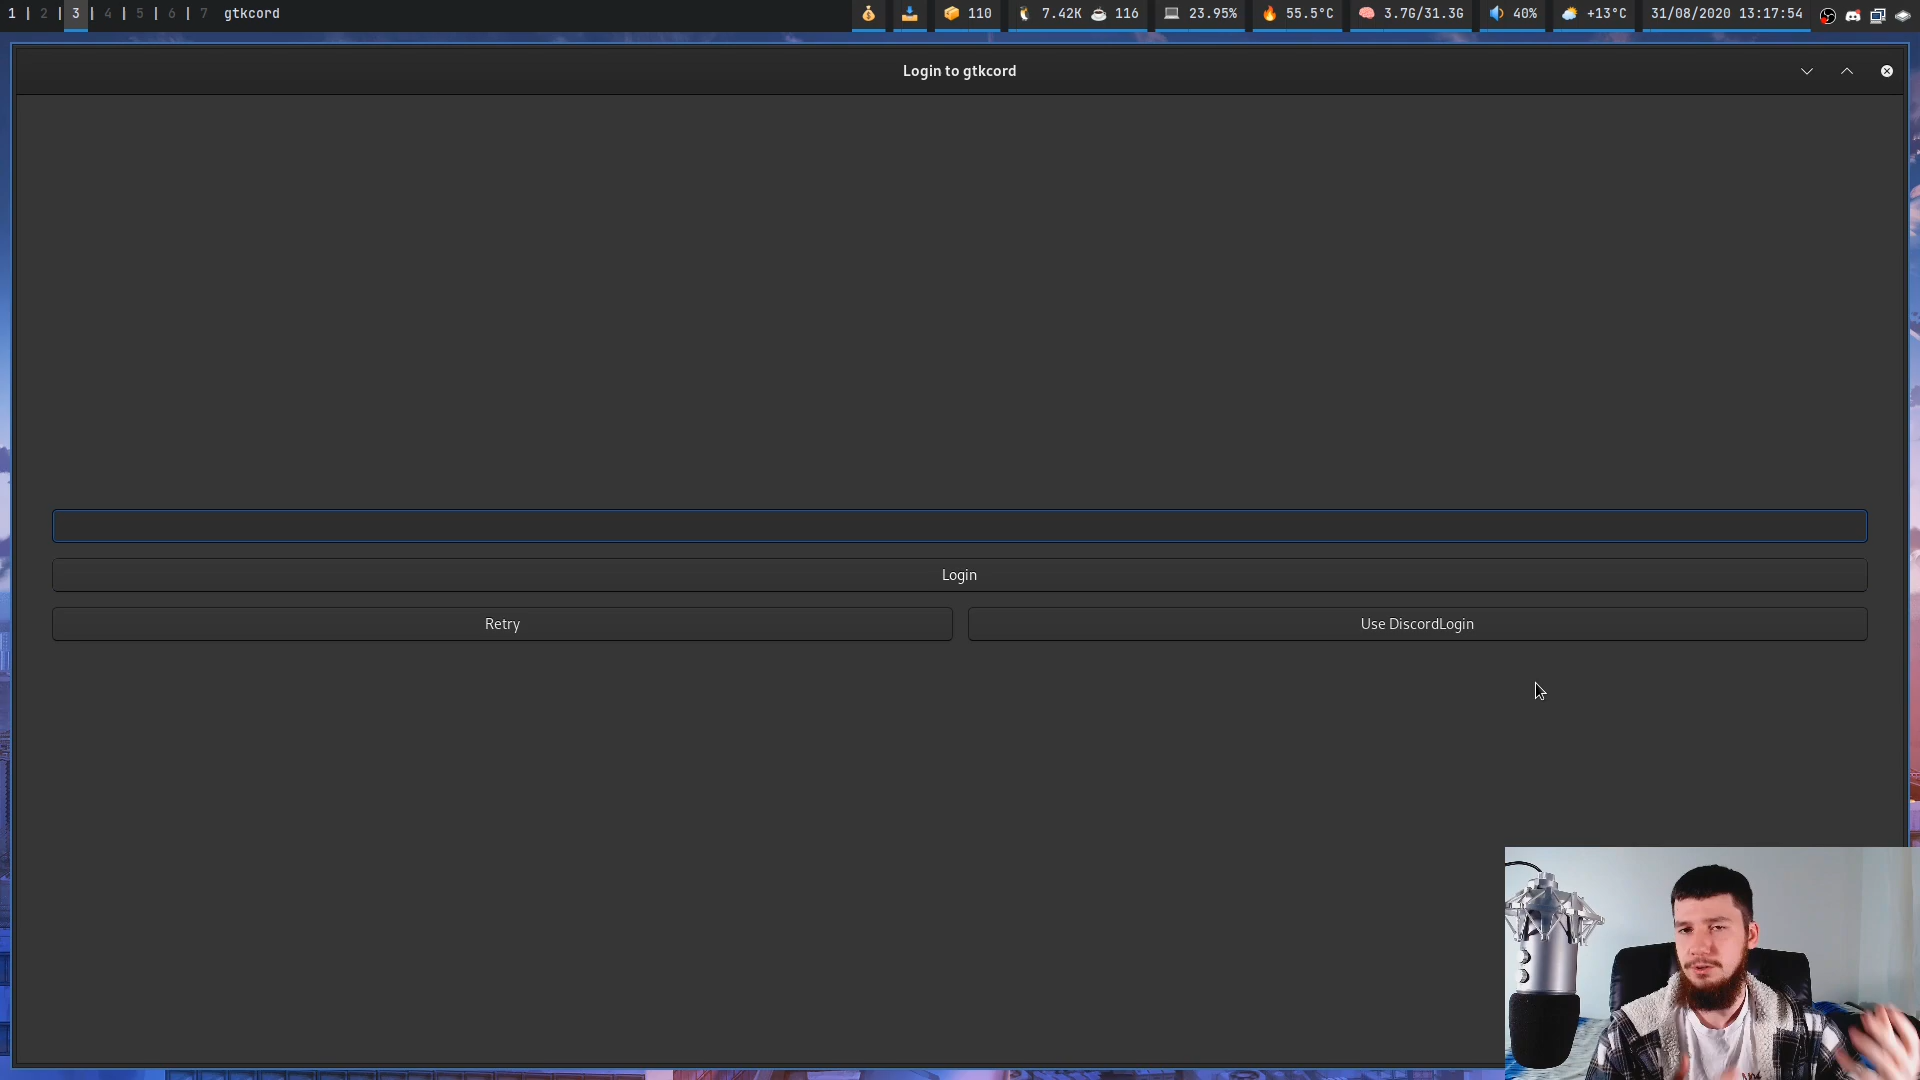 1 | 2 | 3 | 4 | 5 | 6 | 7 gtkcord 110 7.42K 116 23.95% 55.5°C 3.7G/31.3G 40% +13°C 31/08/2020 13:17:54
Login to gtkcord
Login
Retry Use DiscordLogin